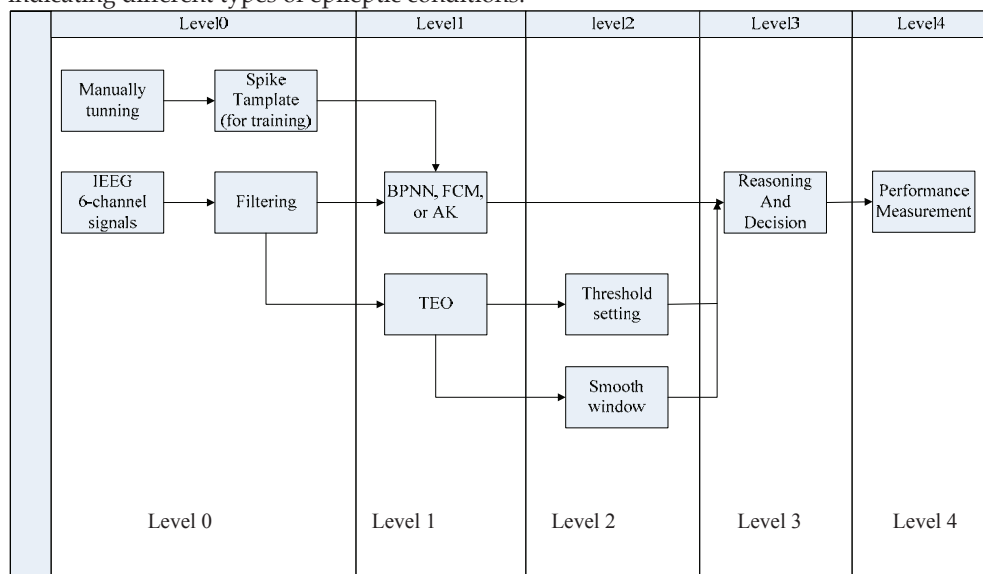 indicating different types of epileptic conditions.
Level0
Level1
level2
Level3
Level4
Manually
tunning
Spike
Tamplate
(for training)
IEEG
6-channel
signals
Filtering
BPNN, FCM,
or AK
Reasoning
And
Decision
Performance
Measurement
TEO
Threshold
setting
Smooth
window
Level 0
Level 1
Level 2
Level 3
Level 4